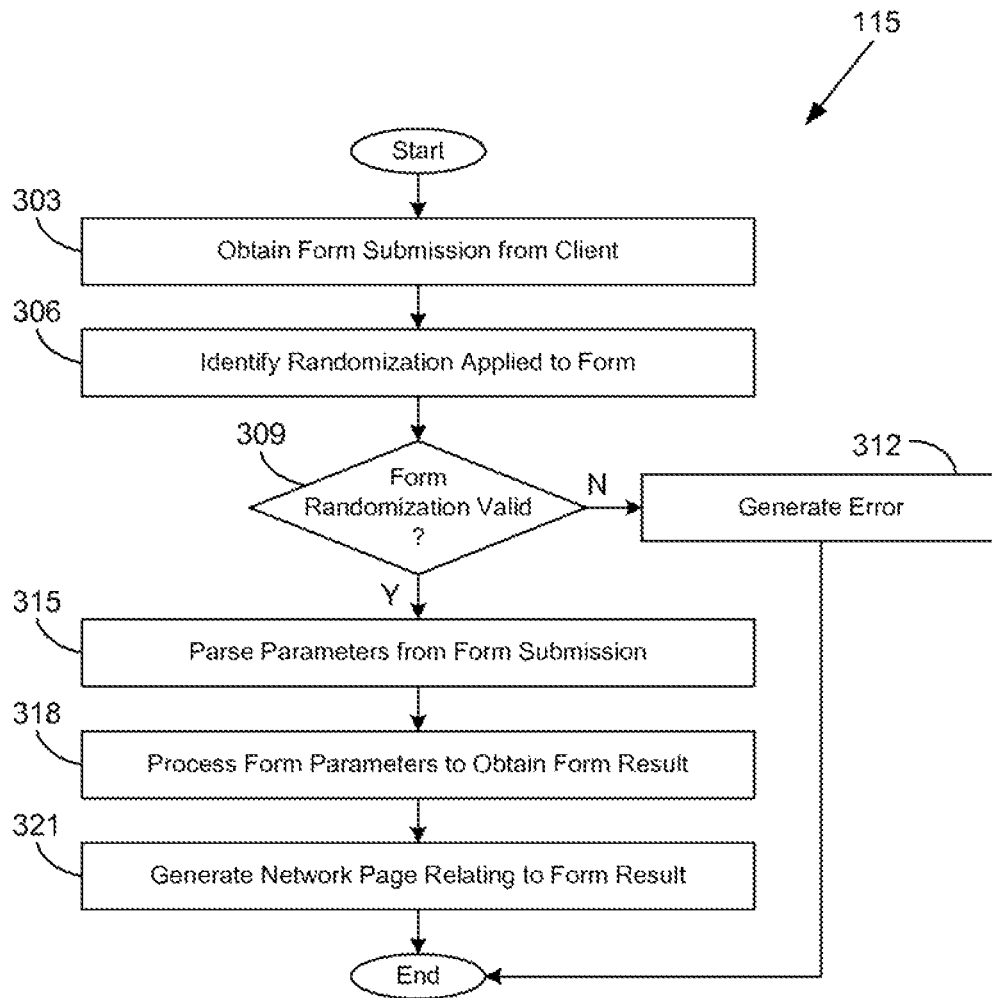 115
Start
303
Obtain Form Submission from Client
306
Identify Randomization Applied to Form
309
Form
Randomization Valid
?
N
312
Generate Error
Y
315
Parse Parameters from Form Submission
318
Process Form Parameters to Obtain Form Result
321
Generate Network Page Relating to Form Result
End